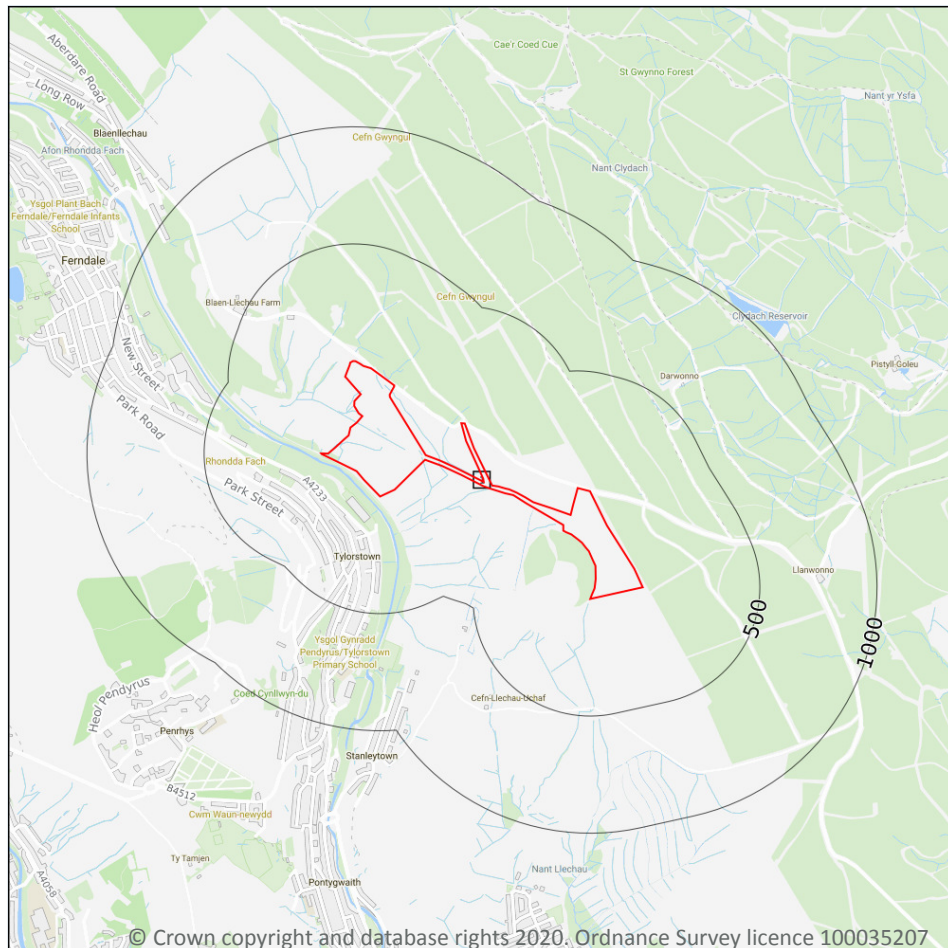 Aberdare Road
Cae'r Coed Cue
St Gwynno Forest
Long Row
Nant yr Ysfa
Blaenllechau
Cefn Gwyngul
Afon Rhondda Fach
Nant Clydach
Ysgol Plant Bach
Ferndale/Ferndale Infants
School
Ferndale
Cefn Gwyngul
Blaen-Llechau Farm
Clydach Reservoir
New Street
Pistyll Goleu
Darwonno
Park Road
Rhondda Fach
Park Street
A4233
Tylorstown
Llanwonno
500
1000
Ysgol Gynradd
Pendyrus/Tylorstown
Primary School
Heol Pendyrus
Coed Cynllwyn-du
Cefn-Llechau-Uchaf
Penrhys
Stanleytown
B4512
Cwm Waun-newydd
Ty Tamjen
Nant Llechau
Pontygwaith
A4058
© Crown copyright and database rights 2020. Ordnance Survey licence 100035207